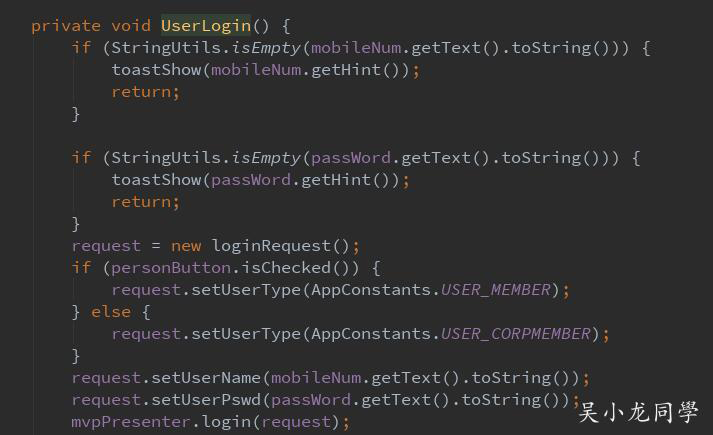 private void UserLogin() {
if (StringUtils.isEmpty(mobileNum.getText().toString())) {
toastShow(mobileNum.getHint());
return;
}
if (StringUtils.isEmpty(passWord.getText().toString())) {
toastShow(passWord.getHint());
return;
}
request = new loginRequest();
if (personButton.isChecked()) {
request.setUserType(AppConstants.USER_MEMBER);
} else {
request.setUserType(AppConstants.USER_CORPMEMBER);
}
request.setUserName(mobileNum.getText().toString());
request.setUserPswd(passWord.getText().toString());
mvpPresenter.login(request);
吴小龙同學